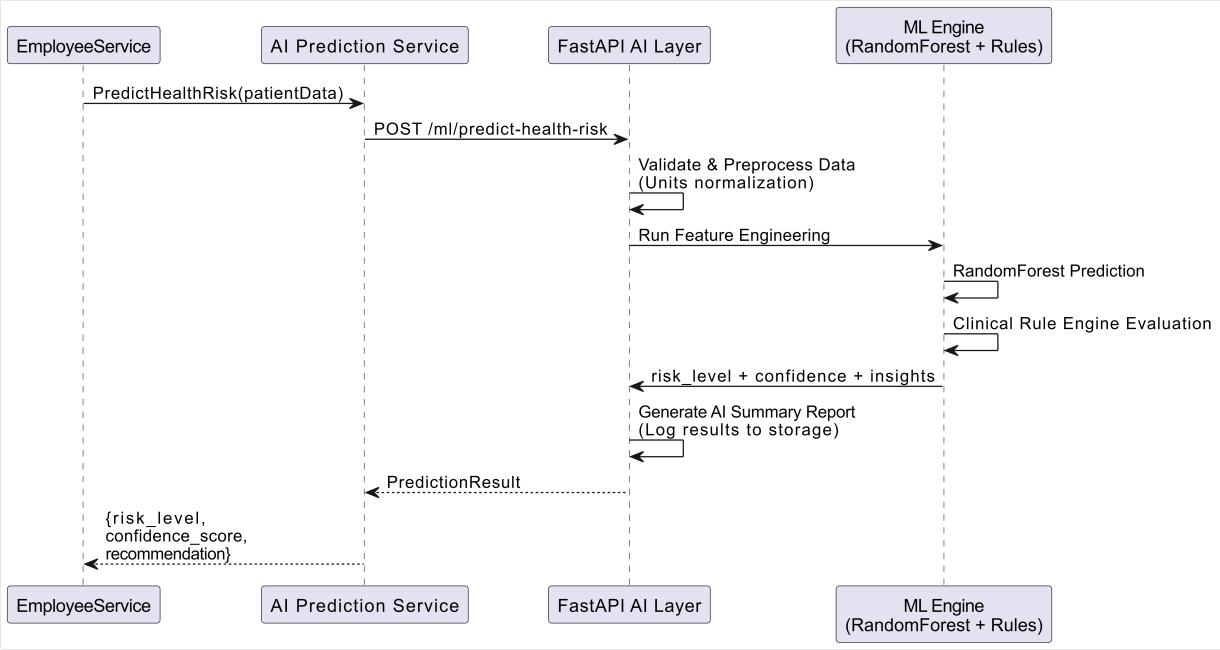 EmployeeService
AI Prediction Service
FastAPI AI Layer
ML Engine
(RandomForest + Rules)
PredictHealthRisk(patientData)
POST /ml/predict-health-risk
Validate & Preprocess Data
(Units normalization)
Run Feature Engineering
RandomForest Prediction
Clinical Rule Engine Evaluation
risk_level + confidence + insights
Generate AI Summary Report
(Log results to storage)
PredictionResult
{risk_level,
confidence_score,
recommendation}
EmployeeService
AI Prediction Service
FastAPI AI Layer
ML Engine
(RandomForest + Rules)